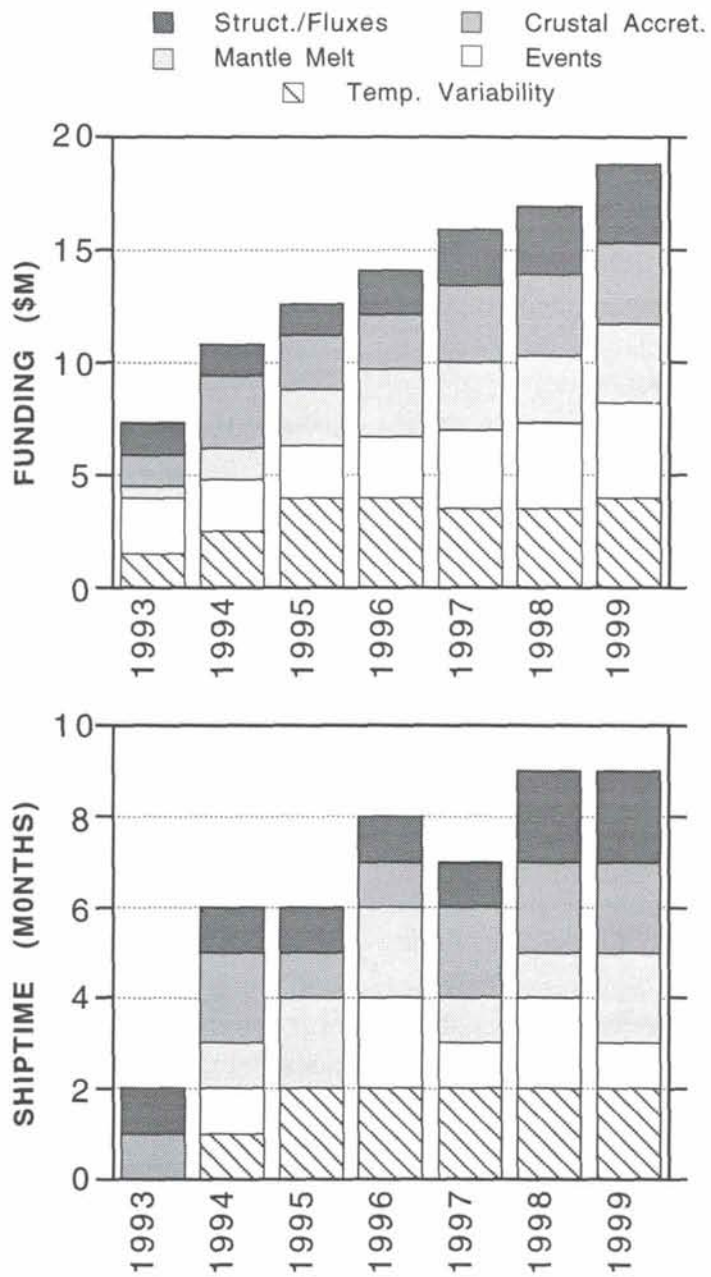 Struct./Fluxes Crustal Accret.
Mantle Melt Events
Temp. Variability
20
15
10
5
0
FUNDING ($M)
1993 1994 1995 1996 1997 1998 1999
10
8
6
4
2
0
SHIPTIME (MONTHS)
1993 1994 1995 1996 1997 1998 1999